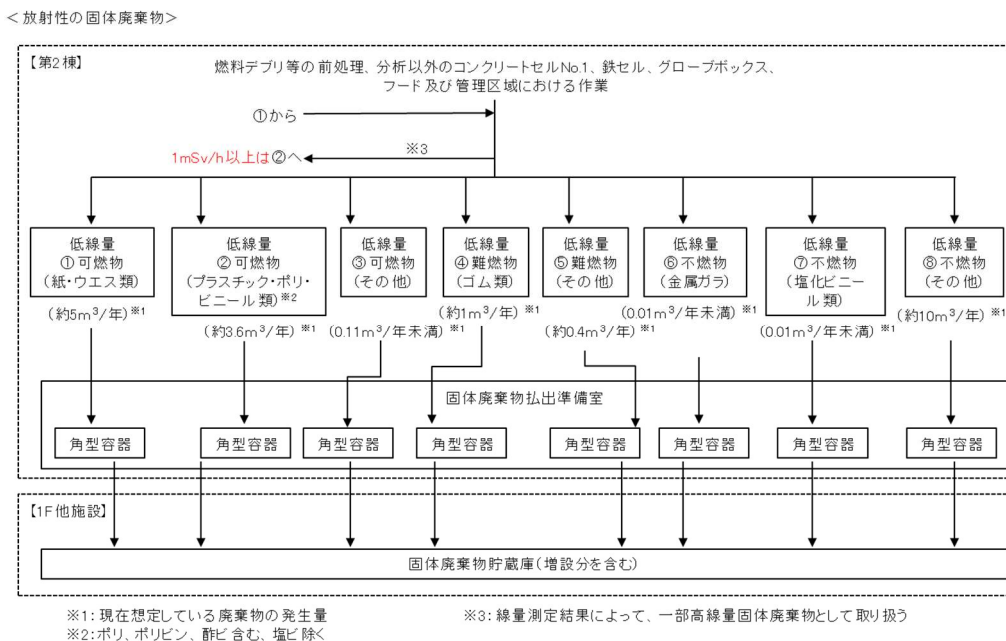 ＜放射性の固体廃棄物＞
【第2棟】
燃料デブリ等の前処理、分析以外のコンクリートセルNo.1、鉄セル、グローブボックス、
フード及び管理区域における作業
①から
※3
1mSv/h以上は②へ
低線量
①可燃物
(紙・ウエス類)
(約5m³/年)※1
低線量
②可燃物
(プラスチック・ポリ・
ビニール類)※2
(約3.6m³/年)※1
低線量
③可燃物
(その他)
(0.11m³/年未満)※1
低線量
④難燃物
(ゴム類)
(約1m³/年)※1
低線量
⑤難燃物
(その他)
(約0.4m³/年)※1
低線量
⑥不燃物
(金属ガラ)
(0.01m³/年未満)※1
低線量
⑦不燃物
(塩化ビニー
ル類)
(0.01m³/年未満)※1
低線量
⑧不燃物
(その他)
(約10m³/年)※1
固体廃棄物払出準備室
角型容器
角型容器
角型容器
角型容器
角型容器
角型容器
角型容器
角型容器
【1F他施設】
固体廃棄物貯蔵庫(増設分を含む)
※1：現在想定している廃棄物の発生量
※2：ポリ、ポリビン、酢ビ含む、塩ビ除く
※3：線量測定結果によって、一部高線量固体廃棄物として取り扱う